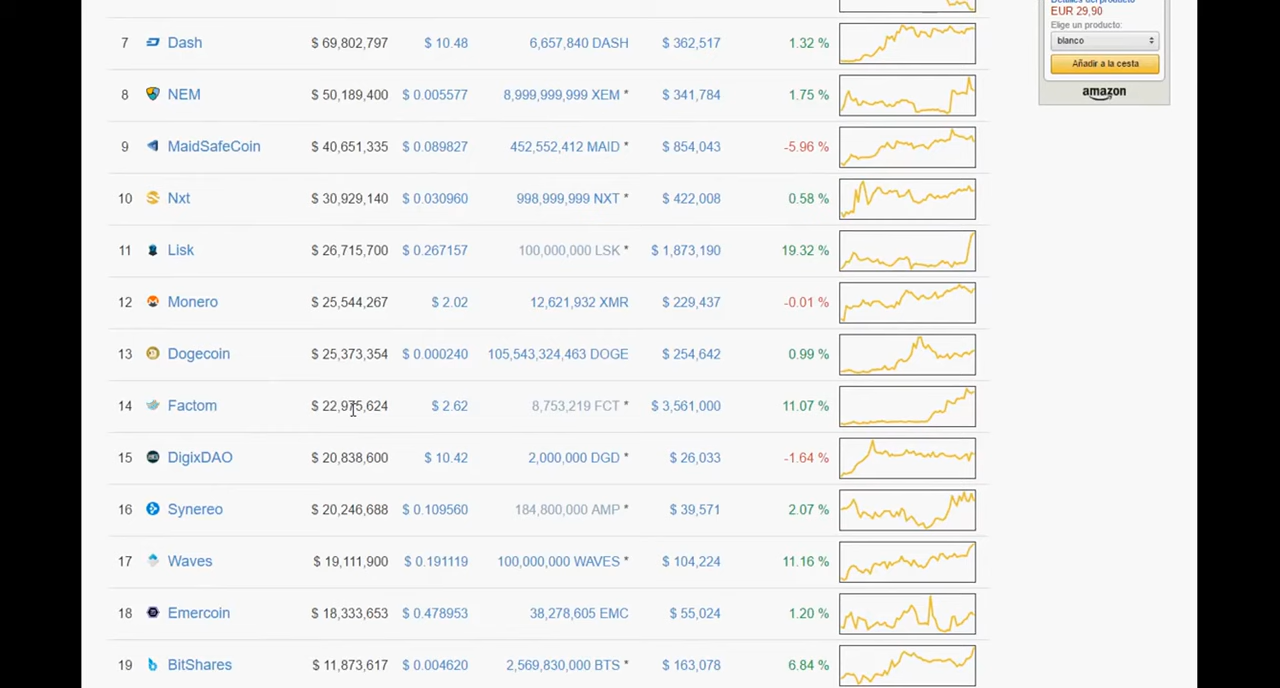 Detalles del producto
EUR 29,90
Elige un producto:
blanco
Añadir a la cesta
amazon
7 Dash $ 69,802,797 $ 10.48 6,657,840 DASH $ 362,517 1.32 %
8 NEM $ 50,189,400 $ 0.005577 8,999,999,999 XEM * $ 341,784 1.75 %
9 MaidSafeCoin $ 40,651,335 $ 0.089827 452,552,412 MAID * $ 854,043 -5.96 %
10 Nxt $ 30,929,140 $ 0.030960 998,999,999 NXT * $ 422,008 0.58 %
11 Lisk $ 26,715,700 $ 0.267157 100,000,000 LSK * $ 1,873,190 19.32 %
12 Monero $ 25,544,267 $ 2.02 12,621,932 XMR $ 229,437 -0.01 %
13 Dogecoin $ 25,373,354 $ 0.000240 105,543,324,463 DOGE $ 254,642 0.99 %
14 Factom $ 22,975,624 $ 2.62 8,753,219 FCT * $ 3,561,000 11.07 %
15 DigixDAO $ 20,838,600 $ 10.42 2,000,000 DGD * $ 26,033 -1.64 %
16 Synereo $ 20,246,688 $ 0.109560 184,800,000 AMP * $ 39,571 2.07 %
17 Waves $ 19,111,900 $ 0.191119 100,000,000 WAVES * $ 104,224 11.16 %
18 Emercoin $ 18,333,653 $ 0.478953 38,278,605 EMC $ 55,024 1.20 %
19 BitShares $ 11,873,617 $ 0.004620 2,569,830,000 BTS * $ 163,078 6.84 %